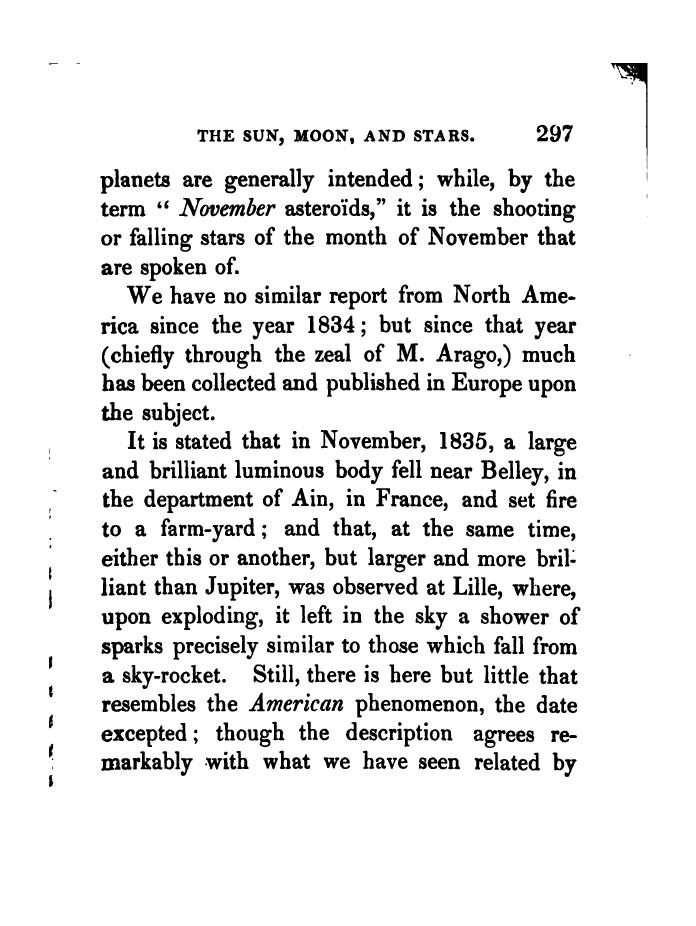 THE SUN, MOON, AND STARS. 297
planets are generally intended; while, by the
term “ November asteroïds,” it is the shooting
or falling stars of the month of November that
are spoken of.
We have no similar report from North Ame-
rica since the year 1834; but since that year
(chiefly through the zeal of M. Arago,) much
has been collected and published in Europe upon
the subject.
It is stated that in November, 1835, a large
and brilliant luminous body fell near Belley, in
the department of Ain, in France, and set fire
to a farm-yard; and that, at the same time,
either this or another, but larger and more bril-
liant than Jupiter, was observed at Lille, where,
upon exploding, it left in the sky a shower of
sparks precisely similar to those which fall from
a sky-rocket. Still, there is here but little that
resembles the American phenomenon, the date
excepted; though the description agrees re-
markably with what we have seen related by